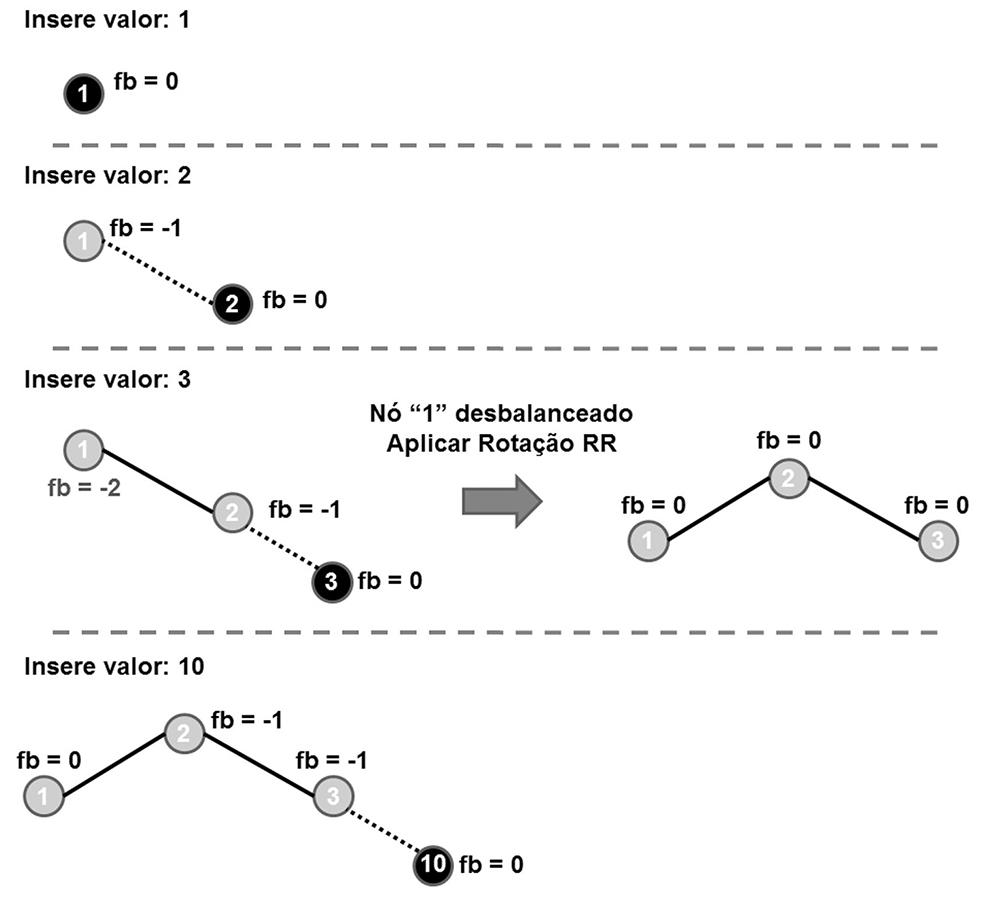 Insere valor: 1
fb = 0
1
Insere valor: 2
fb = -1
1
2
fb = 0
Insere valor: 3
Nó “1” desbalanceado
Aplicar Rotação RR
1
fb = -2
2
fb = -1
3
fb = 0
fb = 0
2
fb = 0
1
fb = 0
3
Insere valor: 10
2
fb = -1
fb = 0
1
fb = -1
3
10
fb = 0